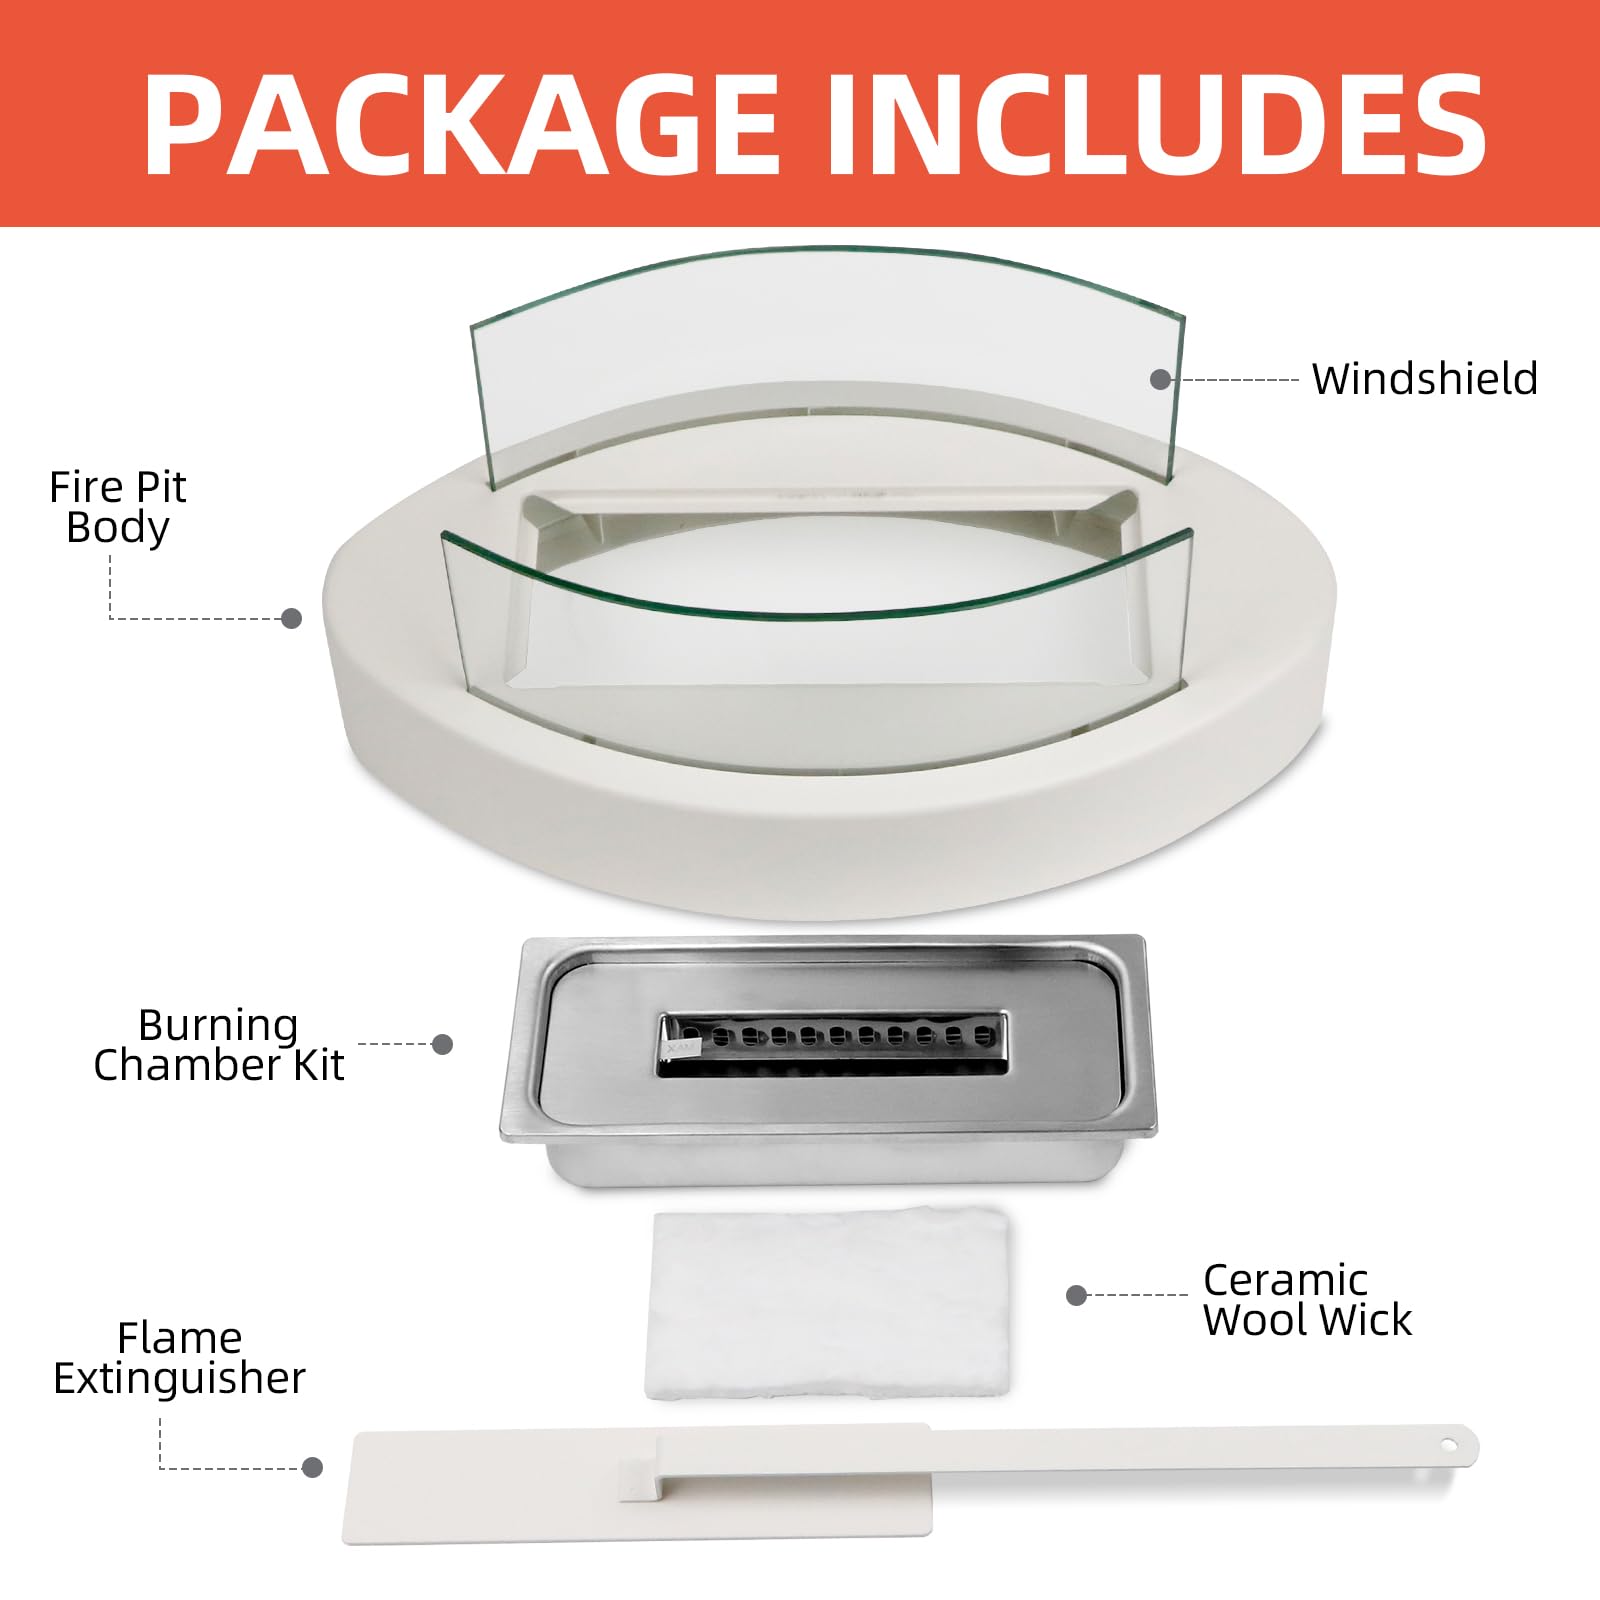 PACKAGE INCLUDES
Windshield
Fire Pit
Body
Burning
Chamber Kit
Ceramic
Wool Wick
Flame
Extinguisher